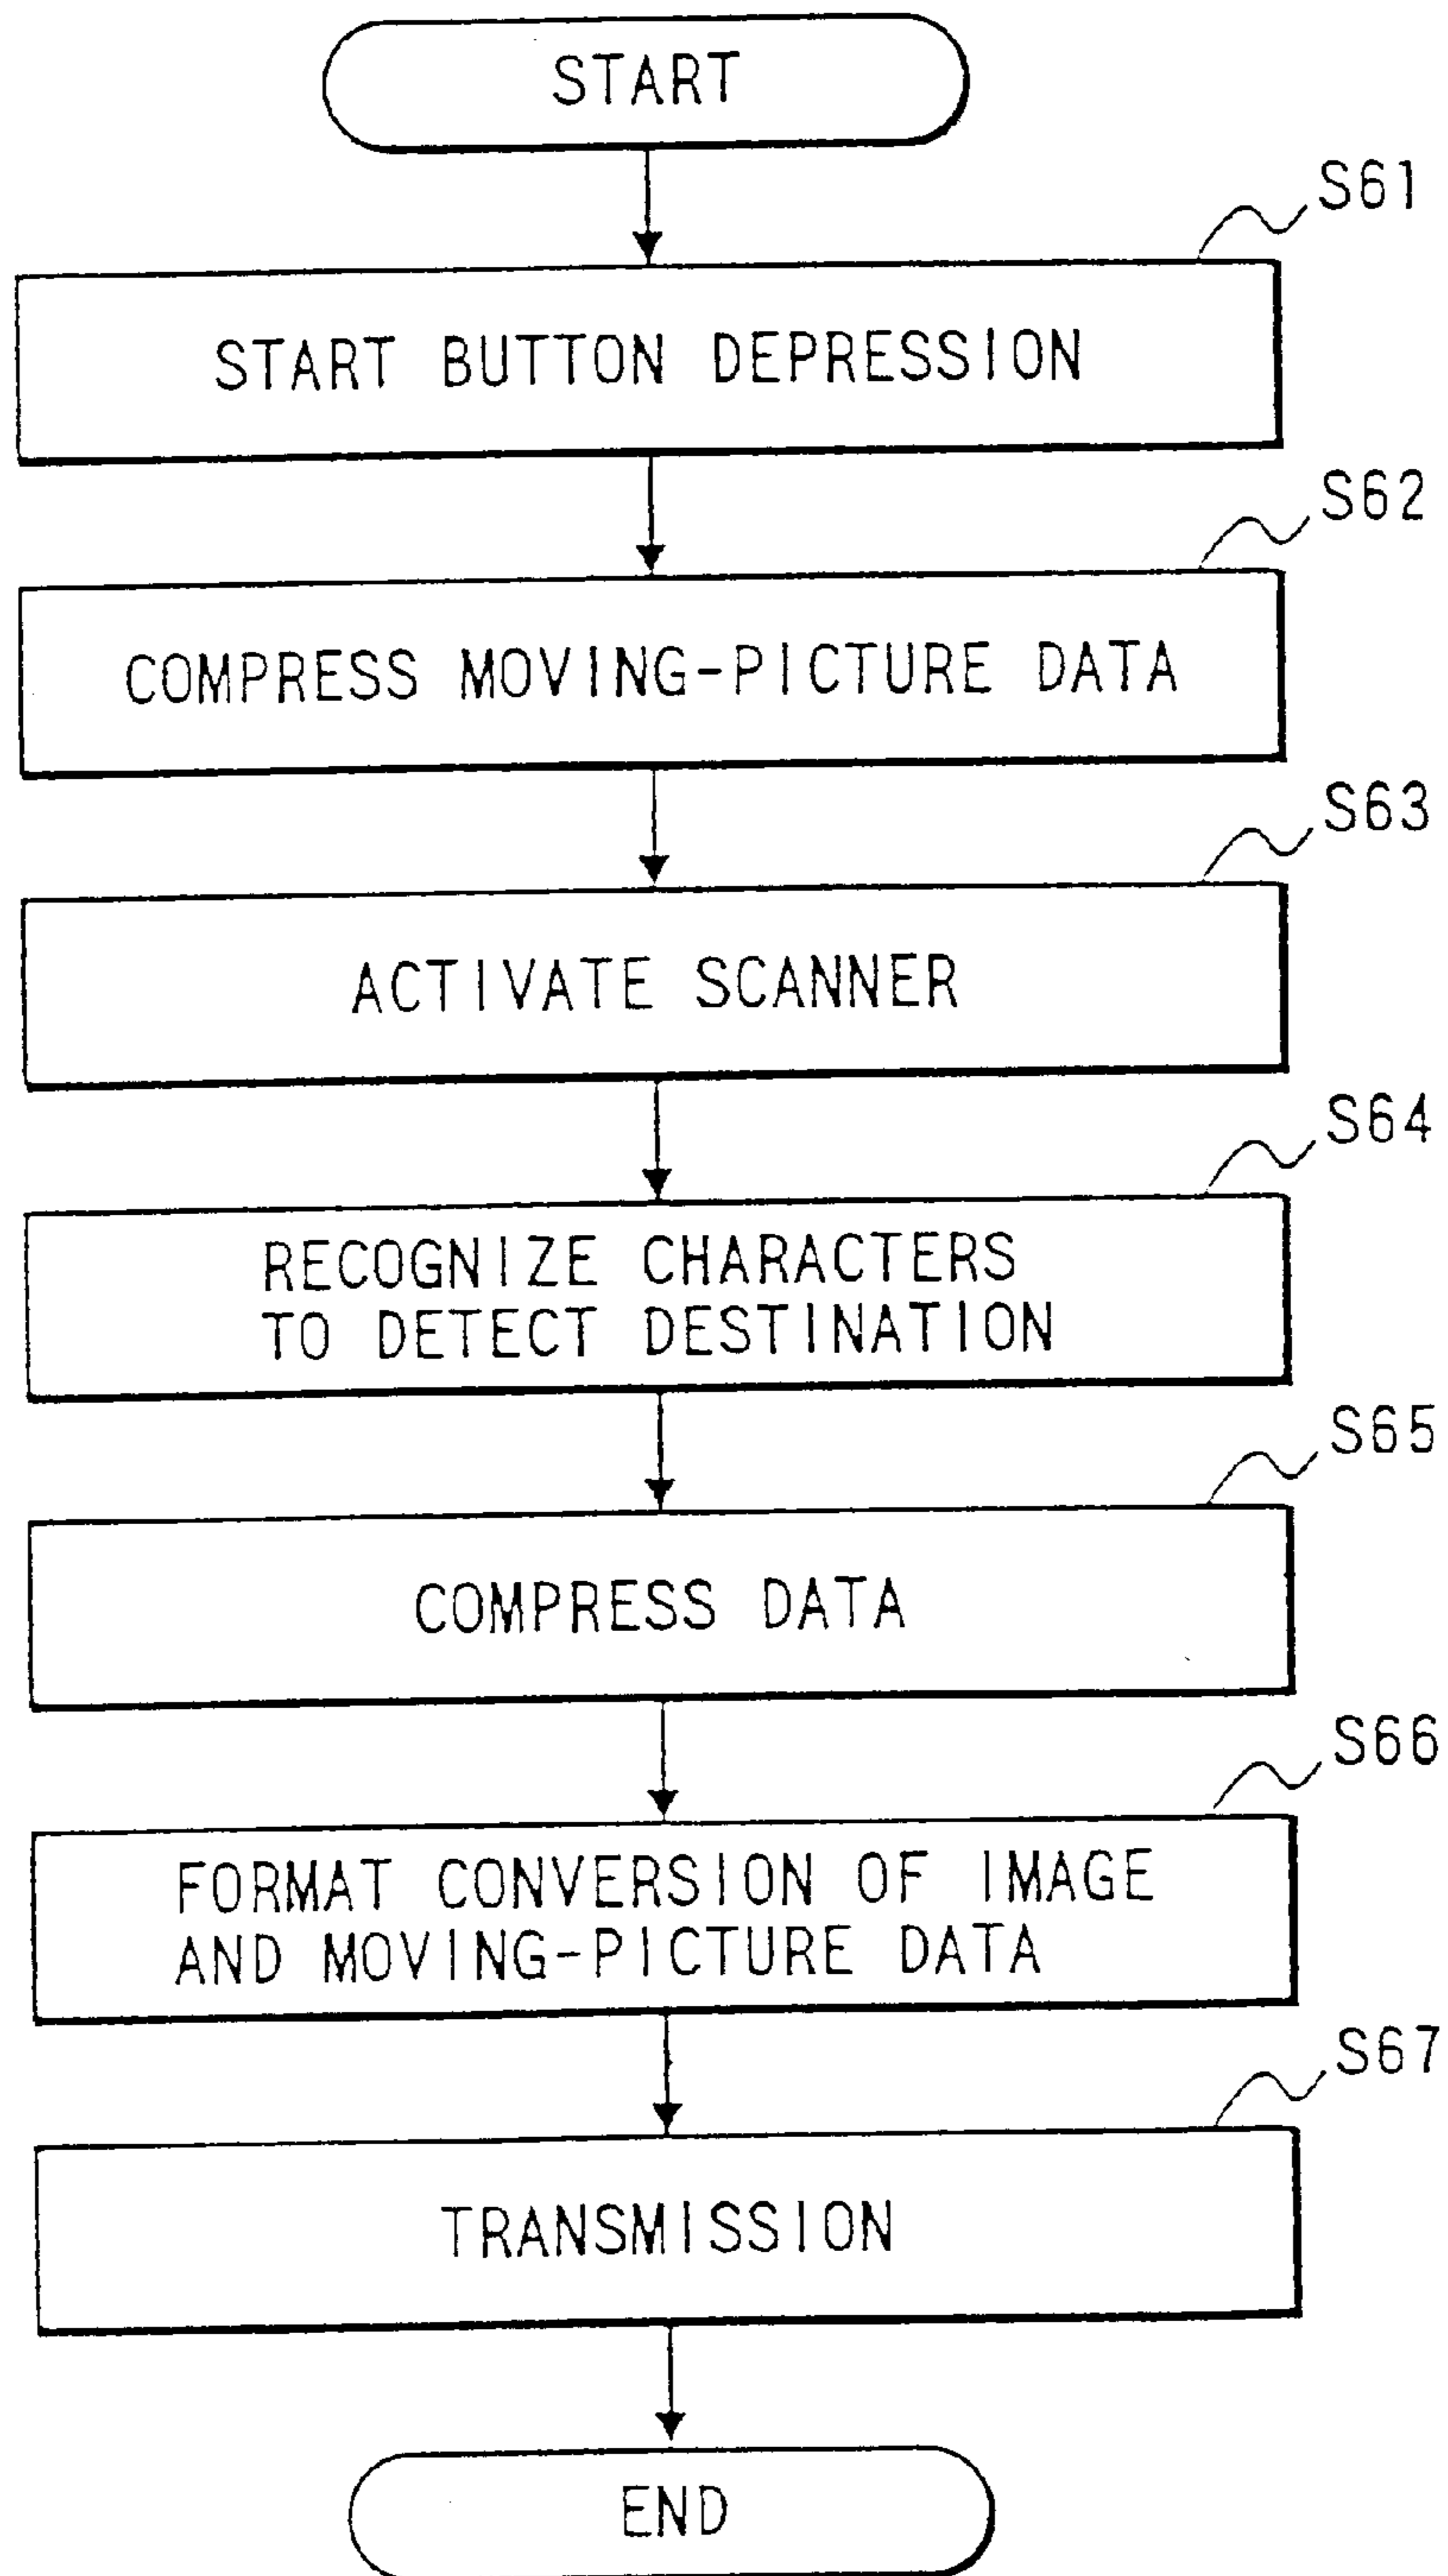 START
S61
START BUTTON DEPRESSION
S62
COMPRESS MOVING-PICTURE DATA
S63
ACTIVATE SCANNER
S64
RECOGNIZE CHARACTERS
TO DETECT DESTINATION
S65
COMPRESS DATA
S66
FORMAT CONVERSION OF IMAGE
AND MOVING-PICTURE DATA
S67
TRANSMISSION
END